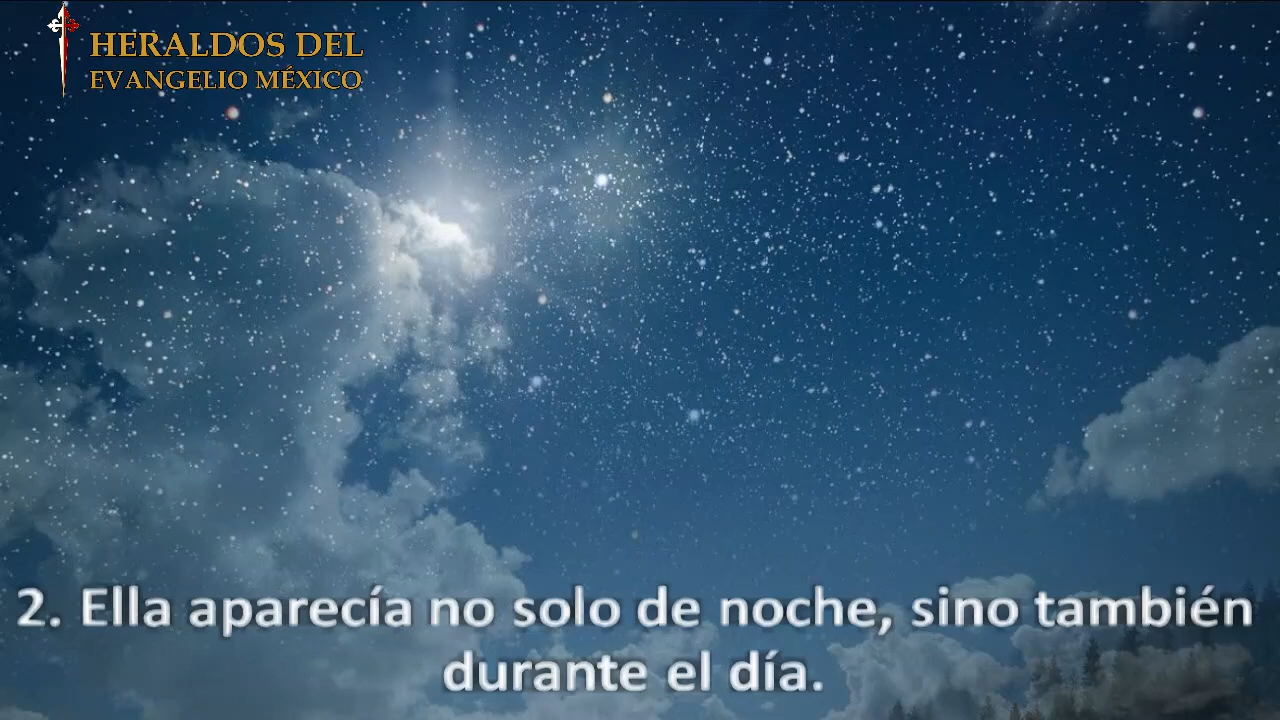 HERALDOS DEL
EVANGELIO MÉXICO
2. Ella aparecía no solo de noche, sino también
durante el día.